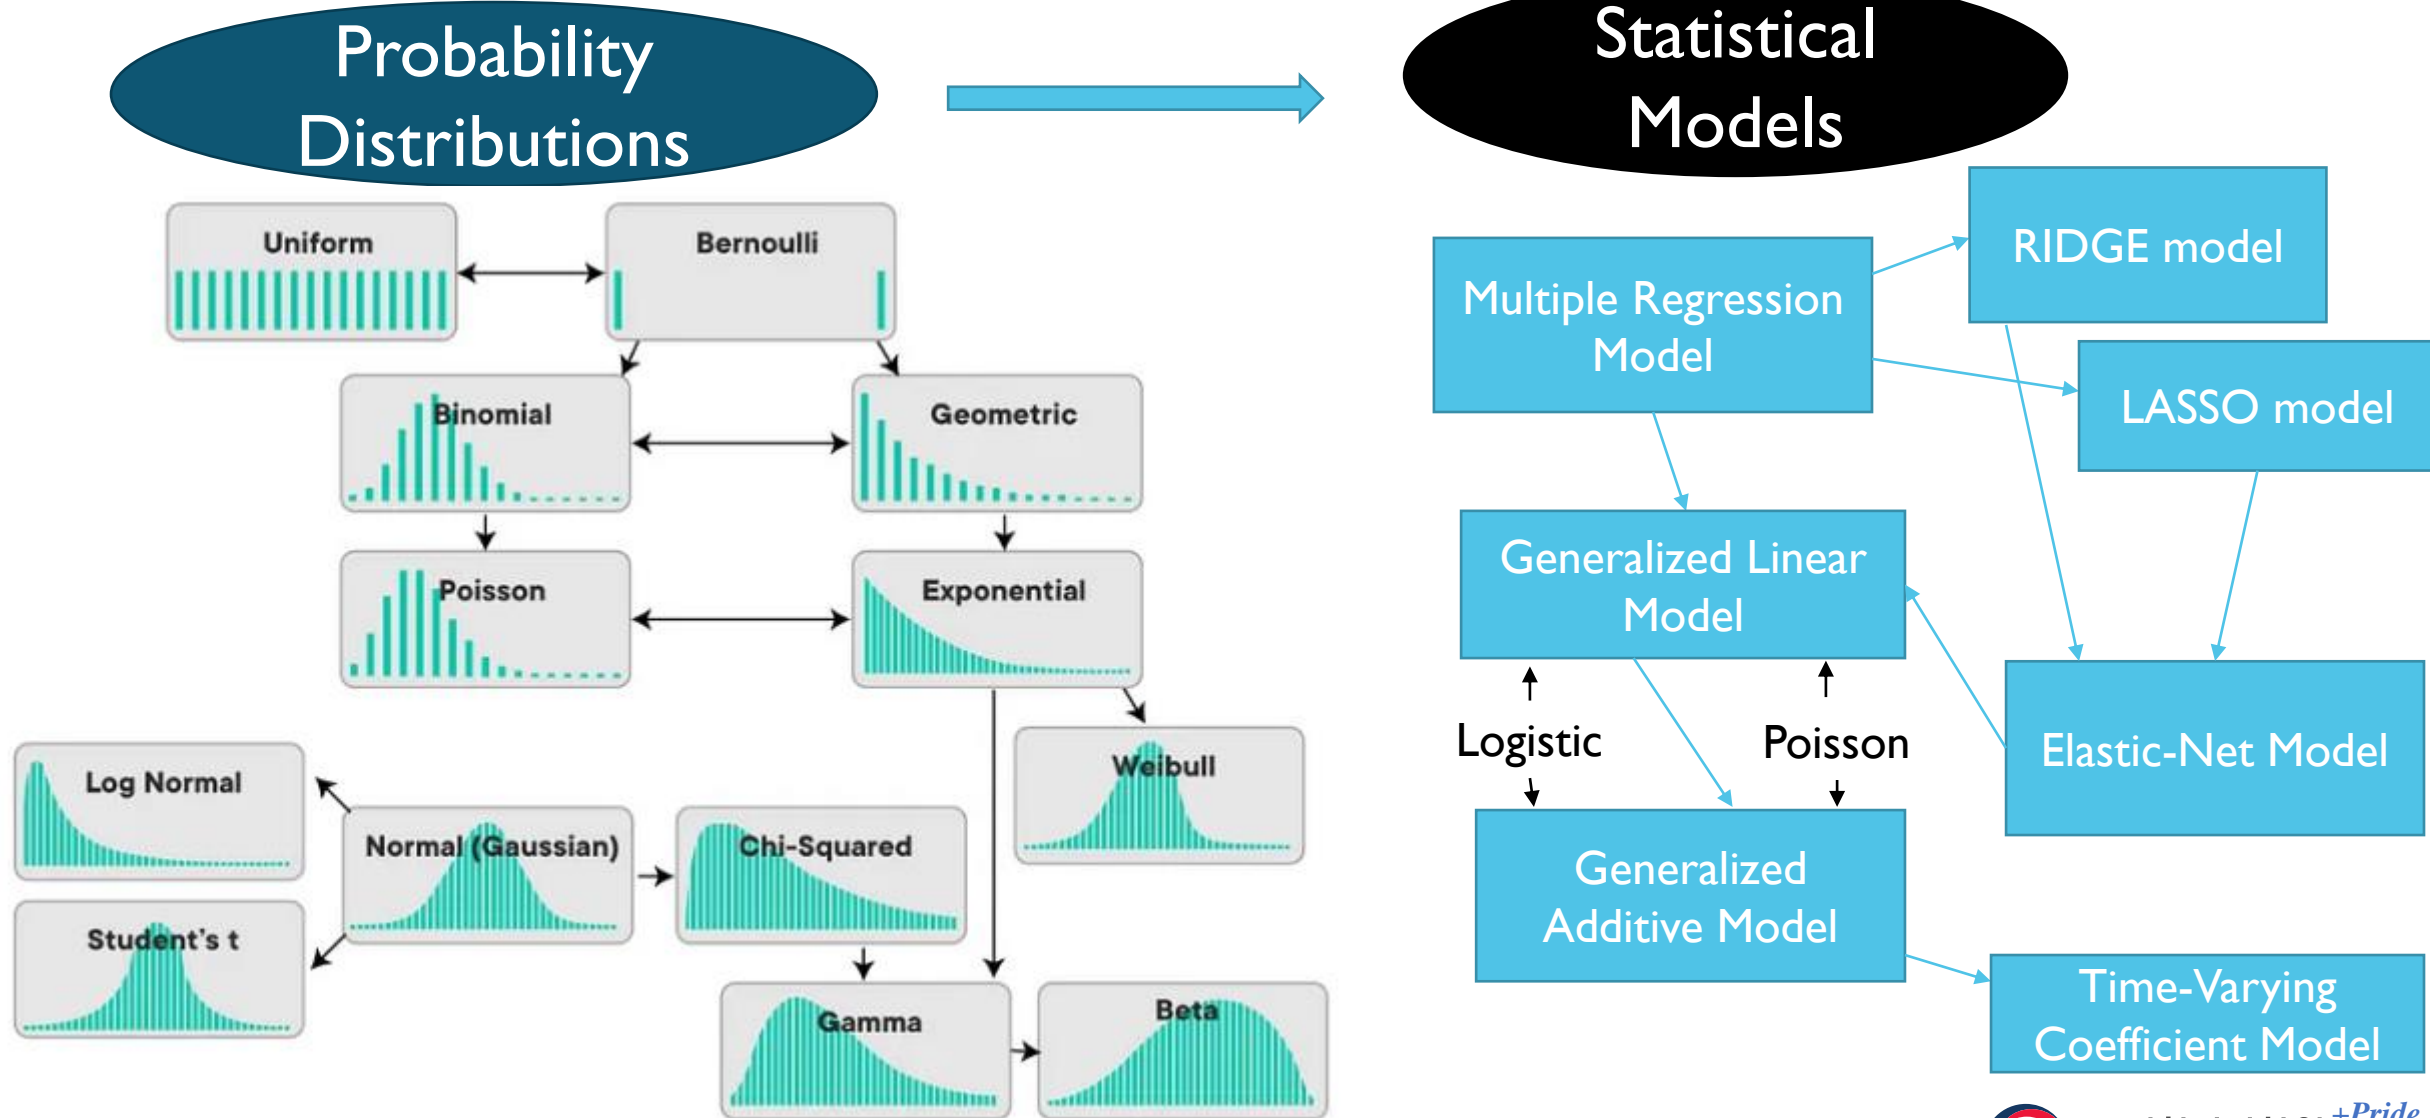 Probability
Distributions
Statistical
Models
Uniform
Bernoulli
Binomial
Geometric
Poisson
Exponential
Weibull
Log Normal
Normal (Gaussian)
Chi-Squared
Student's t
Gamma
Beta
RIDGE model
Multiple Regression
Model
LASSO model
Generalized Linear
Model
Logistic
Poisson
Elastic-Net Model
Generalized
Additive Model
Time-Varying
Coefficient Model
+Pride